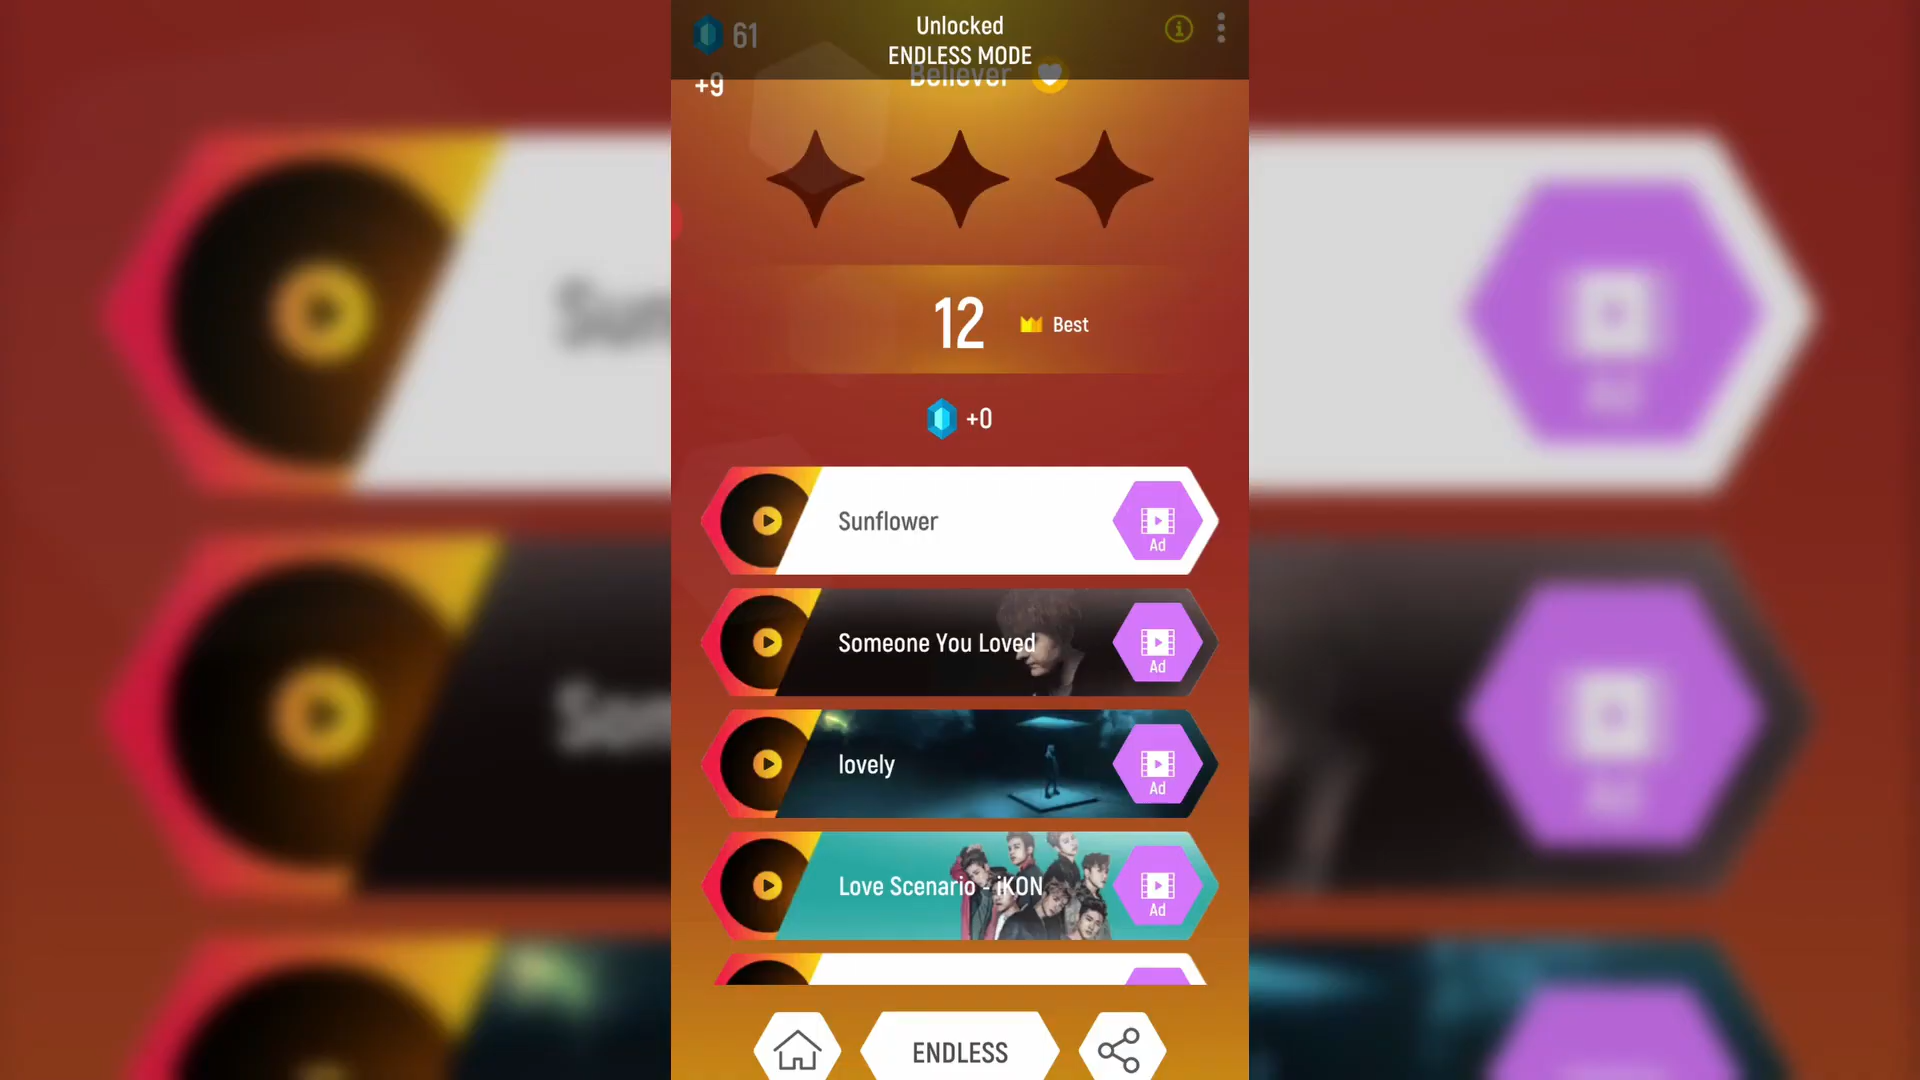 61
Unlocked
ENDLESS MODE
+9
Believer
12
Best
+0
Sunflower
Ad
Someone You Loved
Ad
lovely
Ad
Love Scenario - iKON
Ad
ENDLESS